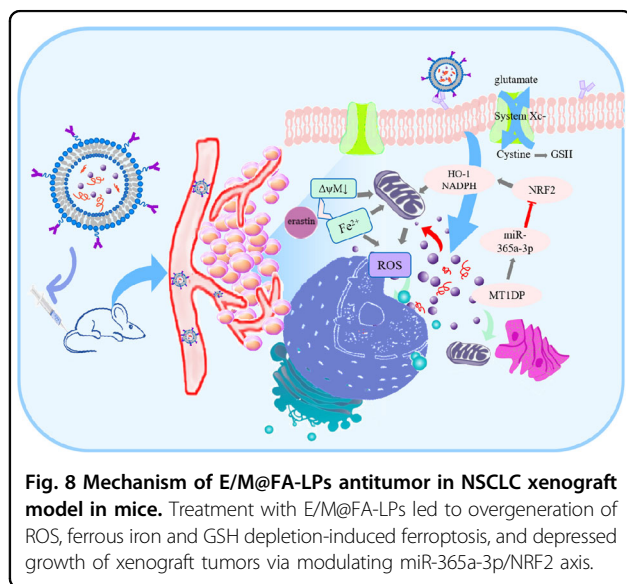 glutamate
System Xc-
Cystine → GSH
HO-1
NADPH
NRF2
ΔψM↓
erastin
Fe²⁺
miR-
365a-3p
ROS
MT1DP
Fig. 8 Mechanism of E/M@FA-LPs antitumor in NSCLC xenograft
model in mice. Treatment with E/M@FA-LPs led to overgeneration of
ROS, ferrous iron and GSH depletion-induced ferroptosis, and depressed
growth of xenograft tumors via modulating miR-365a-3p/NRF2 axis.